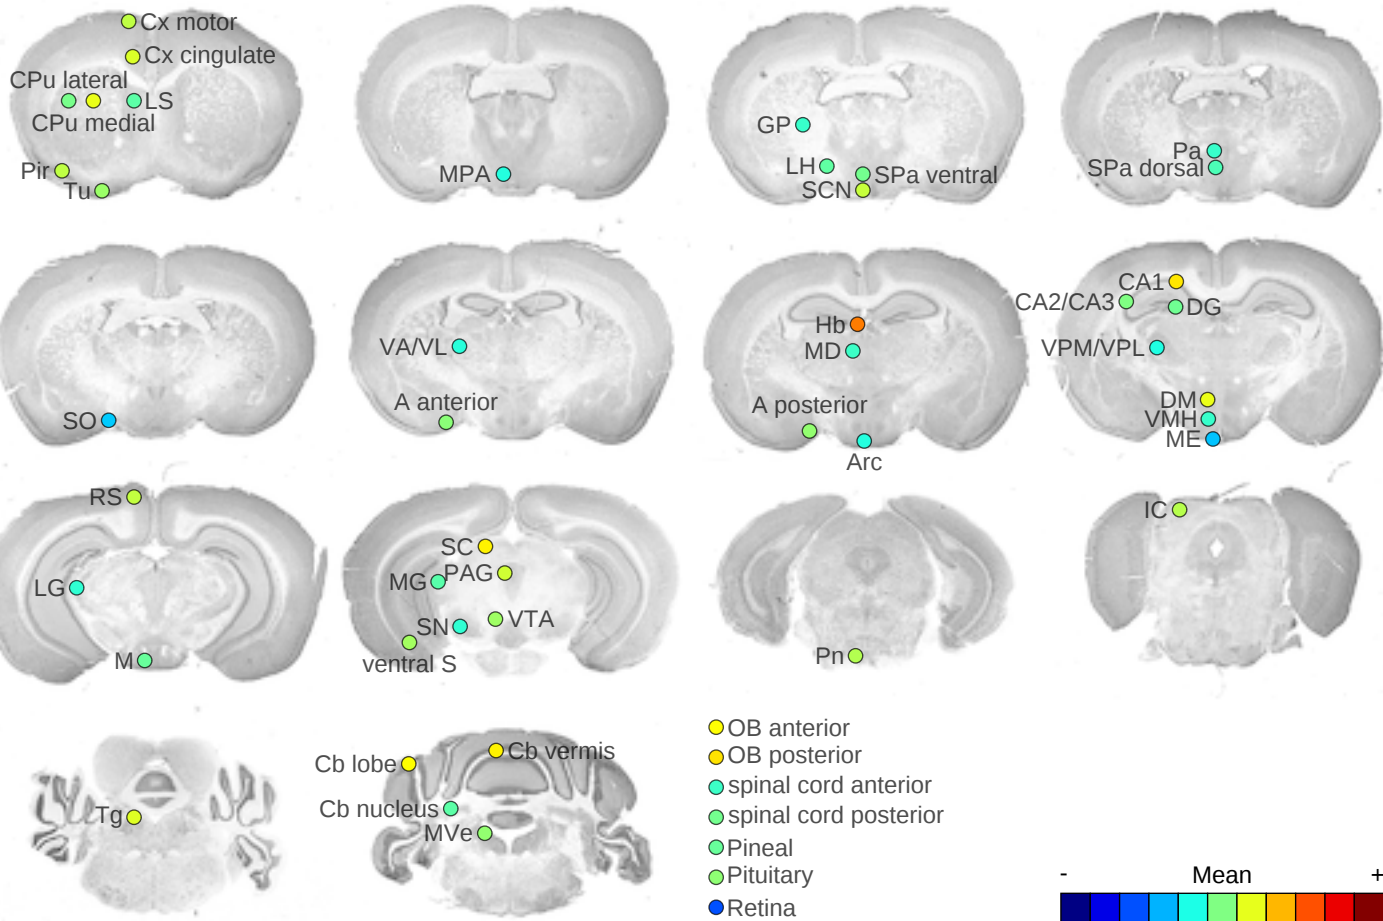 Cx motor
Cx cingulate
CPu lateral
LS
CPu medial
Pir
Tu
MPA
GP
LH
SPa ventral
SCN
Pa
SPa dorsal
SO
VA/VL
A anterior
Hb
MD
A posterior
Arc
CA1
CA2/CA3
DG
VPM/VPL
DM
VMH
ME
RS
LG
M
SC
PAG
MG
VTA
SN
ventral S
Pn
IC
Tg
Cb lobe
Cb vermis
Cb nucleus
MVe
OB anterior
OB posterior
spinal cord anterior
spinal cord posterior
Pineal
Pituitary
Retina
- Mean +